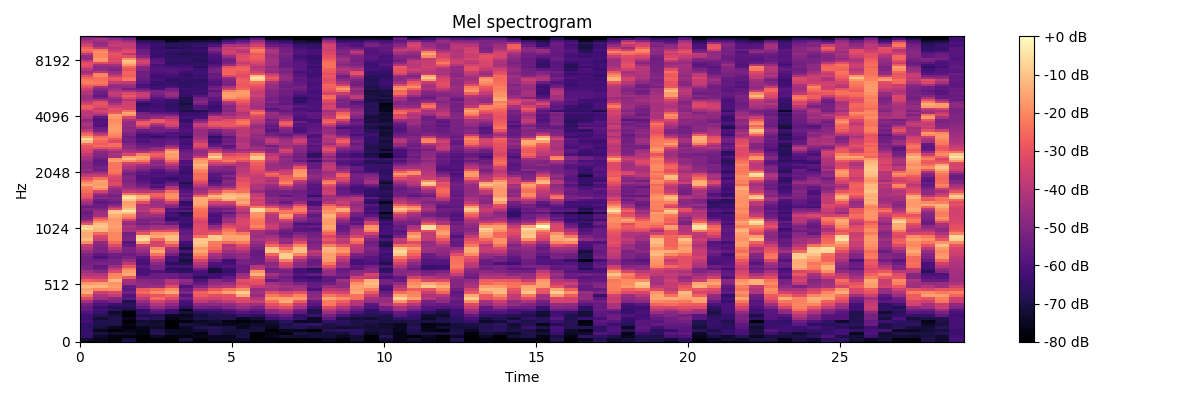 Mel spectrogram
8192
4096
2048
1024
512
0
Hz
0 5 10 15 20 25
Time
+0 dB
-10 dB
-20 dB
-30 dB
-40 dB
-50 dB
-60 dB
-70 dB
-80 dB